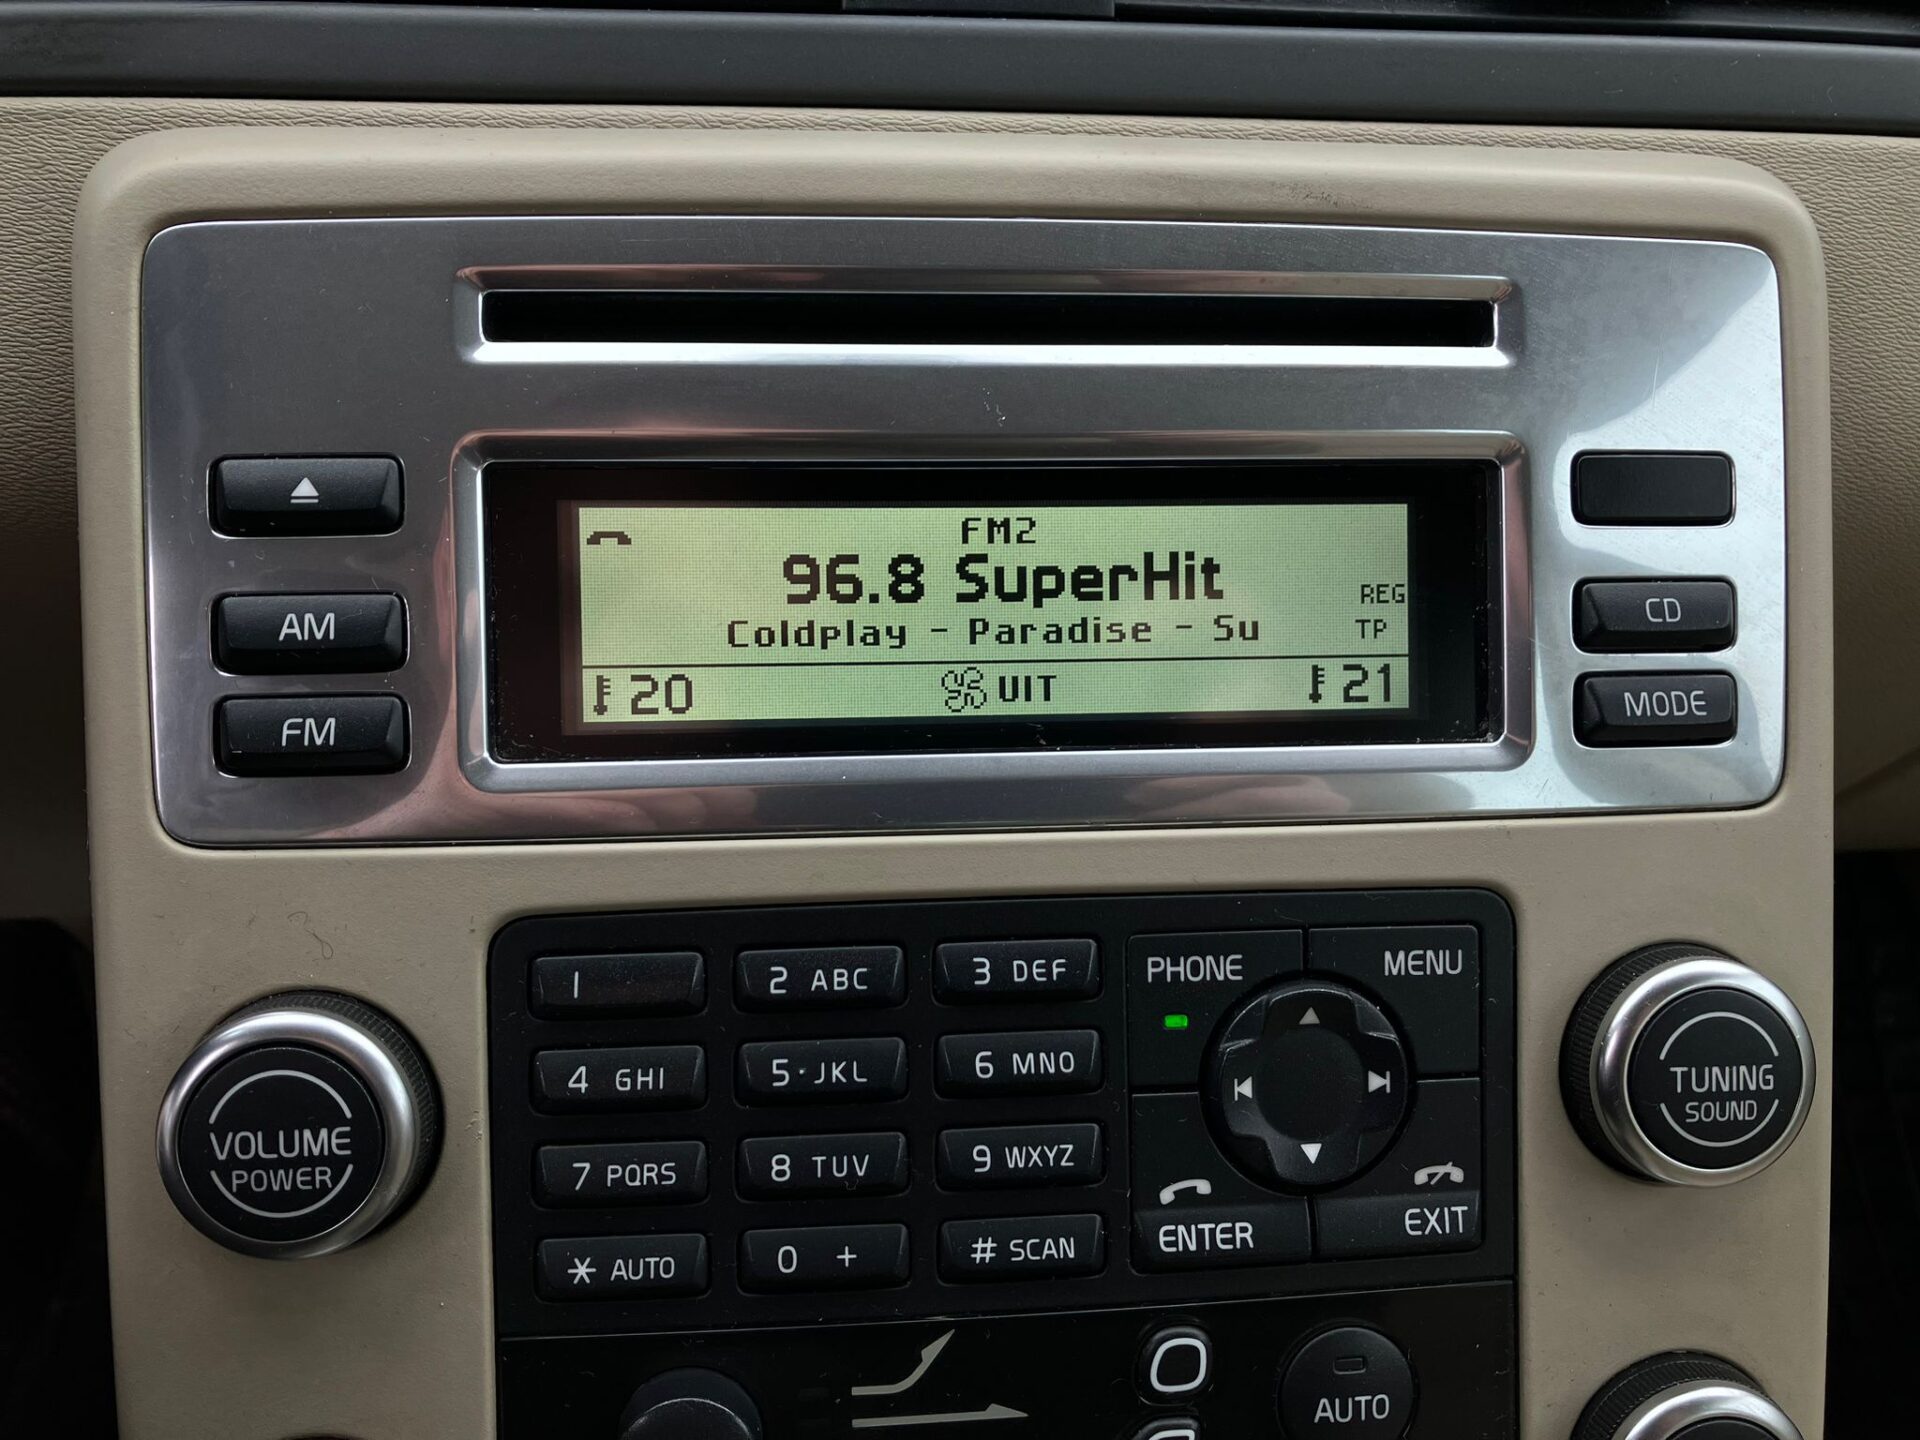 FM2
96.8 SuperHit
REG
Coldplay - Paradise - Su
TP
20
UIT
21
AM
FM
CD
MODE
VOLUME
POWER
1
2 ABC
3 DEF
4 GHI
5·JKL
6 MNO
7 PQRS
8 TUV
9 WXYZ
* AUTO
0 +
# SCAN
PHONE
MENU
ENTER
EXIT
TUNING
SOUND
AUTO